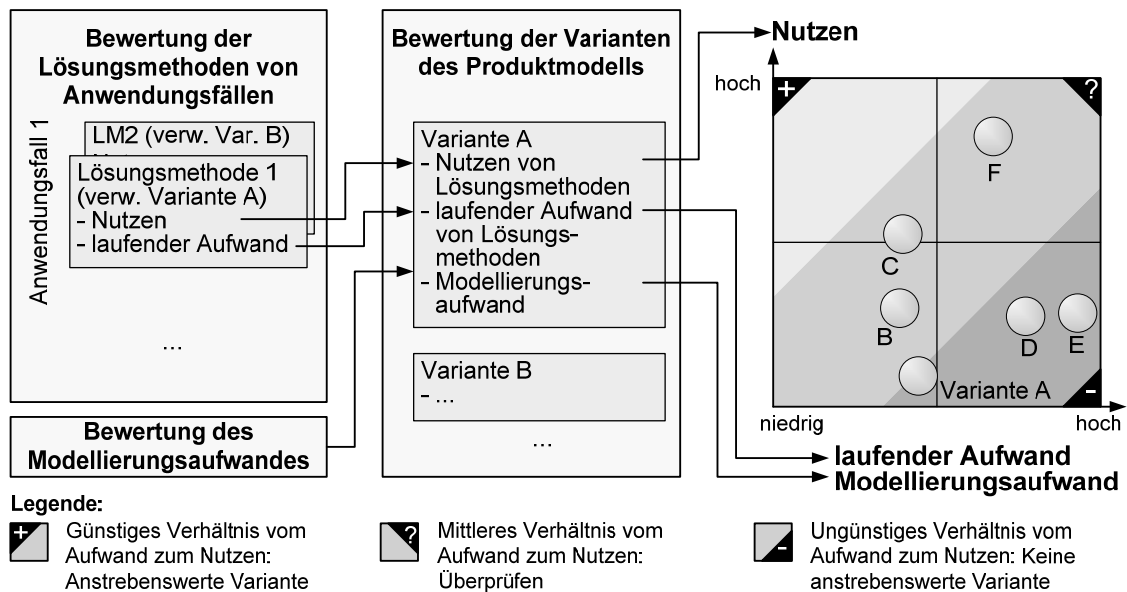 Bewertung der
Lösungsmethoden von
Anwendungsfällen
Anwendungsfall 1
LM2 (verw. Var. B)
Lösungsmethode 1
(verw. Variante A)
- Nutzen
- laufender Aufwand
...
Bewertung des
Modellierungsaufwandes
Bewertung der Varianten
des Produktmodells
Variante A
- Nutzen von
Lösungsmethoden
- laufender Aufwand
von Lösungs-
methoden
- Modellierungs-
aufwand
Variante B
- ...
...
Nutzen
hoch
+
?
F
C
B
D
E
Variante A
-
niedrig
hoch
laufender Aufwand
Modellierungsaufwand
Legende:
+
Günstiges Verhältnis vom
Aufwand zum Nutzen:
Anstrebenswerte Variante
?
Mittleres Verhältnis vom
Aufwand zum Nutzen:
Überprüfen
-
Ungünstiges Verhältnis vom
Aufwand zum Nutzen: Keine
anstrebenswerte Variante